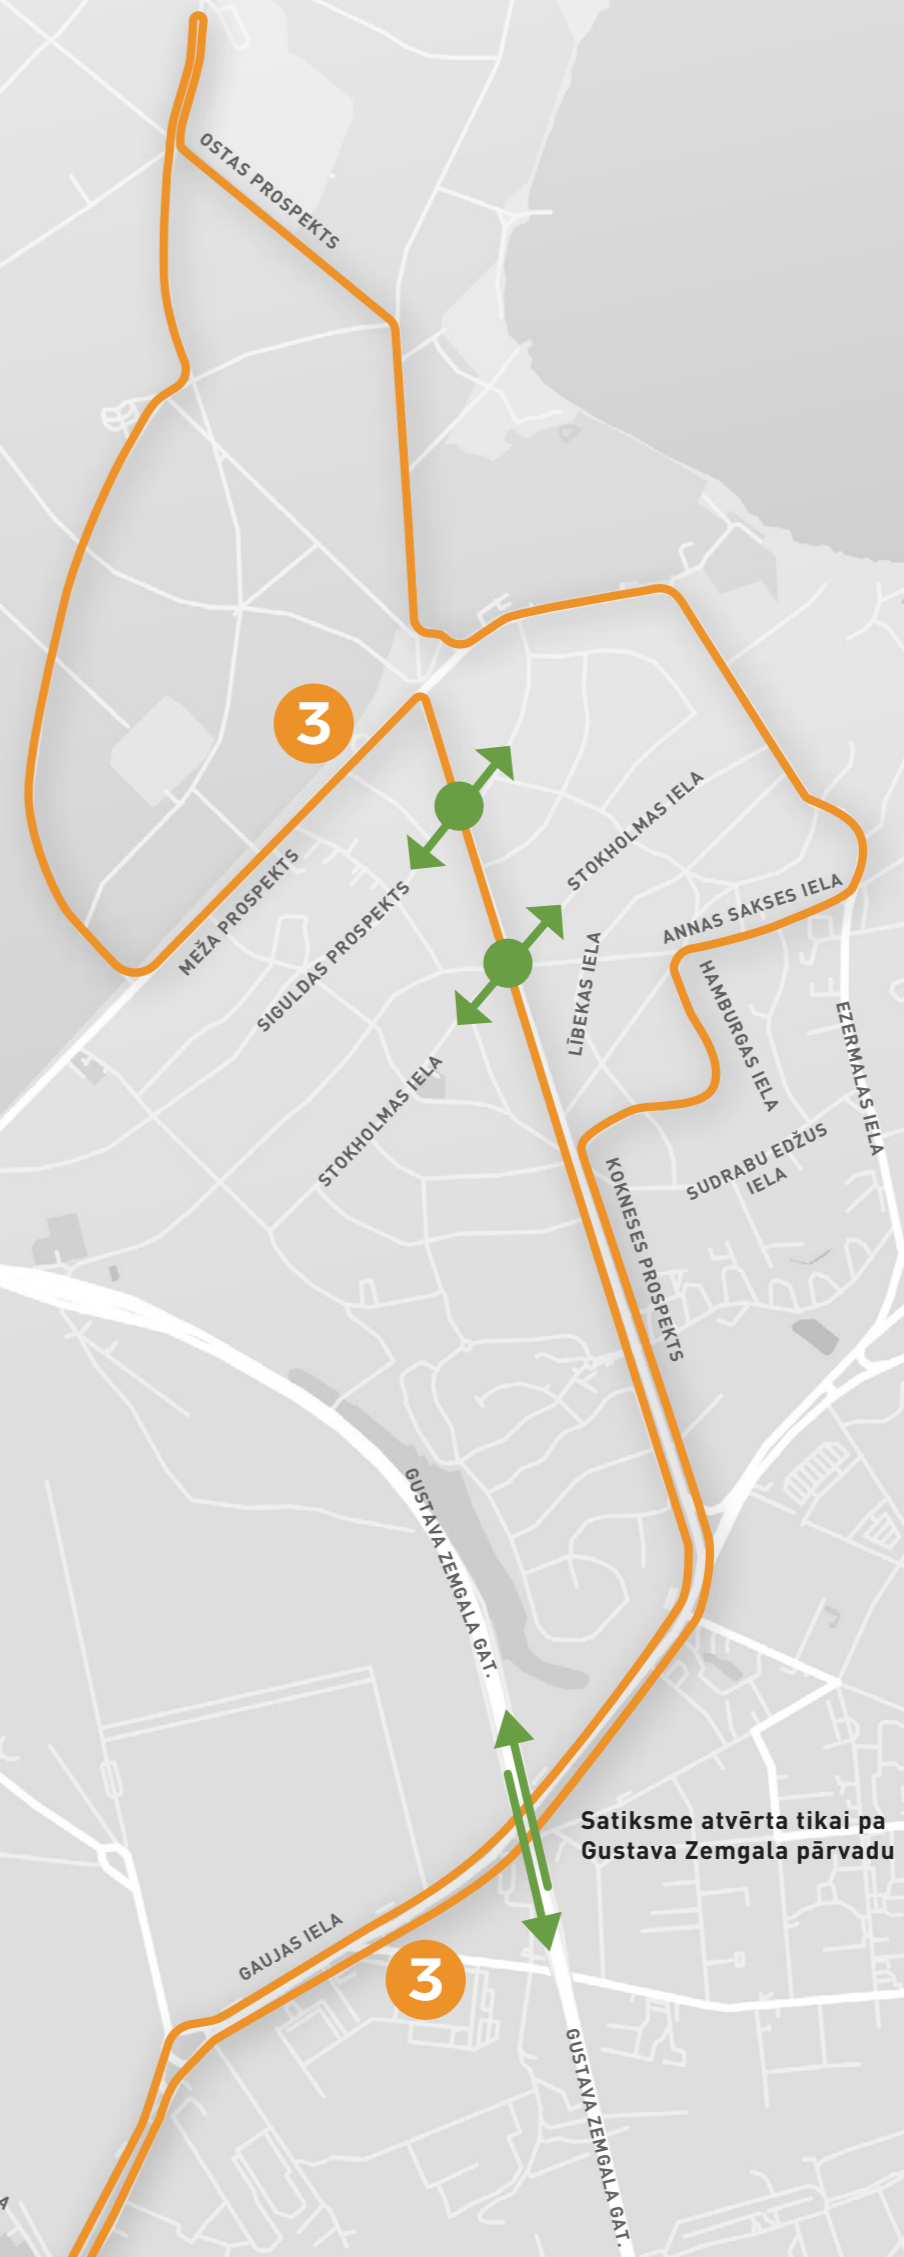 OSTAS PROSPEKTS
3
STOKHOLMAS IELA
MEŽA PROSPEKTS
SIGULDAS PROSPEKTS
ANNAS SAKSES IELA
LĪBEKAS IELA
HAMBURGAS IELA
EZERMALAS IELA
STOKHOLMAS IELA
SUDRABU EDŽUS
IELA
KOKNESES PROSPEKTS
GUSTAVA ZEMGALA GAT.
Satiksme atvērta tikai pa
Gustava Zemgala pārvadu
GAUJAS IELA
3
GUSTAVA ZEMGALA GAT.